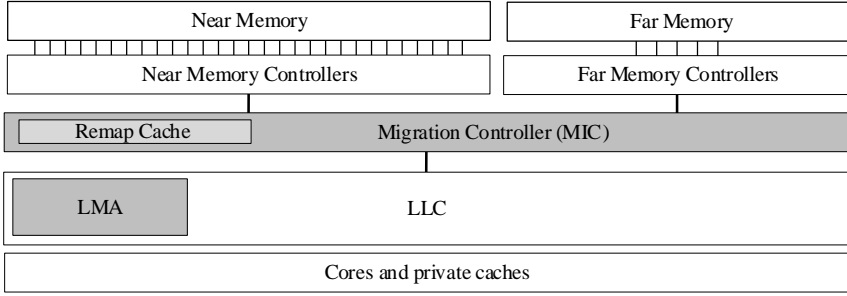 Near Memory
Far Memory
Near Memory Controllers
Far Memory Controllers
Remap Cache
Migration Controller (MIC)
LMA
LLC
Cores and private caches